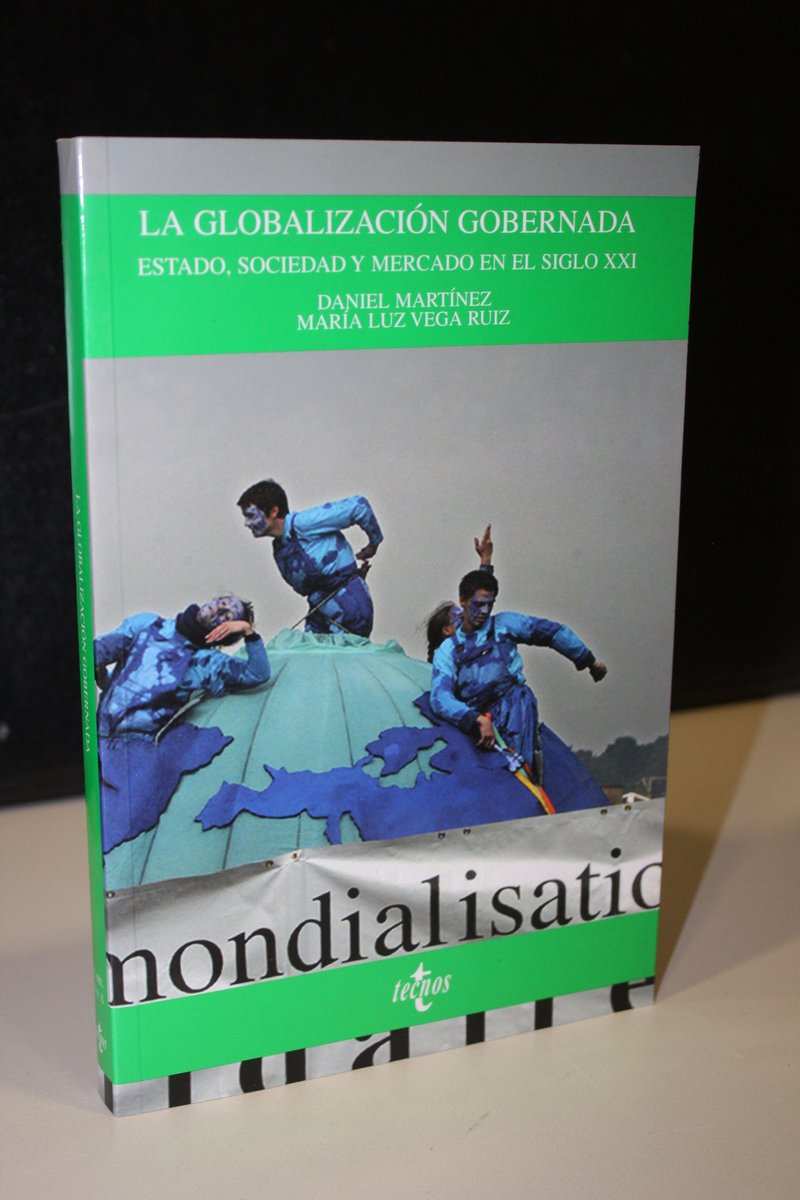 LA GLOBALIZACIÓN GOBERNADA
ESTADO, SOCIEDAD Y MERCADO EN EL SIGLO XXI
DANIEL MARTÍNEZ
MARÍA LUZ VEGA RUIZ
mondialisatio
tecnos
LA GLOBALIZACIÓN GOBERNADA